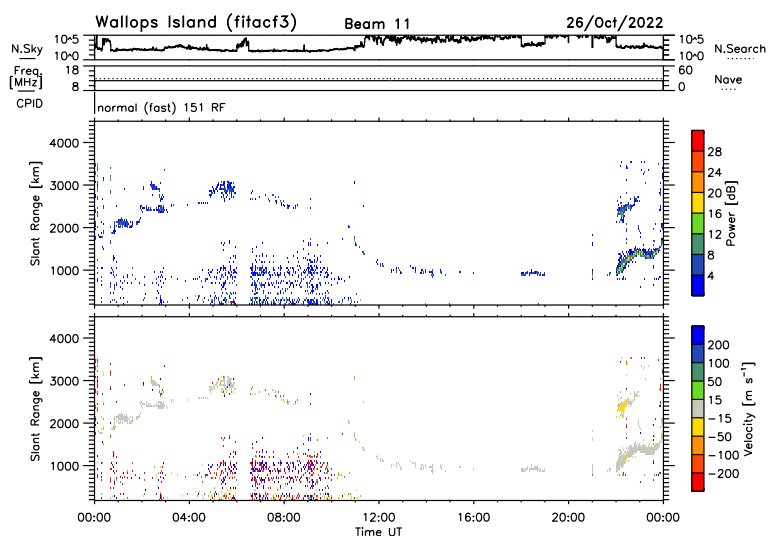 Wallops Island (fitacf3) Beam 11 26/Oct/2022
N.Sky 10^5 10^0 10^5 10^0 N.Search
Freq. [MHz] 18 8 60 0 Nave
CPID normal (fast) 151 RF
4000
3000
2000
1000
Slant Range [km]
28
24
20
16
12
8
4
Power [dB]
4000
3000
2000
1000
Slant Range [km]
200
100
50
15
-15
-50
-100
-200
Velocity [m s⁻¹]
00:00 04:00 08:00 12:00 16:00 20:00 00:00
Time UT